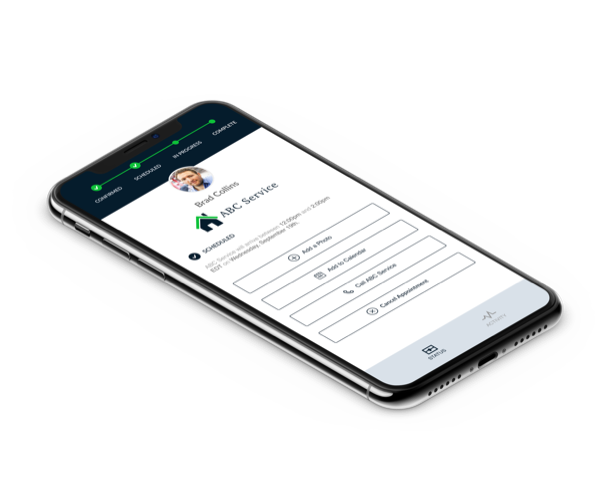 CONFIRMED
SCHEDULED
IN PROGRESS
COMPLETE
Brad Collins
ABC Service
SCHEDULED
ABC Service will arrive between 12:00pm and 2:00pm
EDT on Wednesday, September 19th.
Add a Photo
Add to Calendar
Call ABC Service
Cancel Appointment
STATUS
ACTIVITY